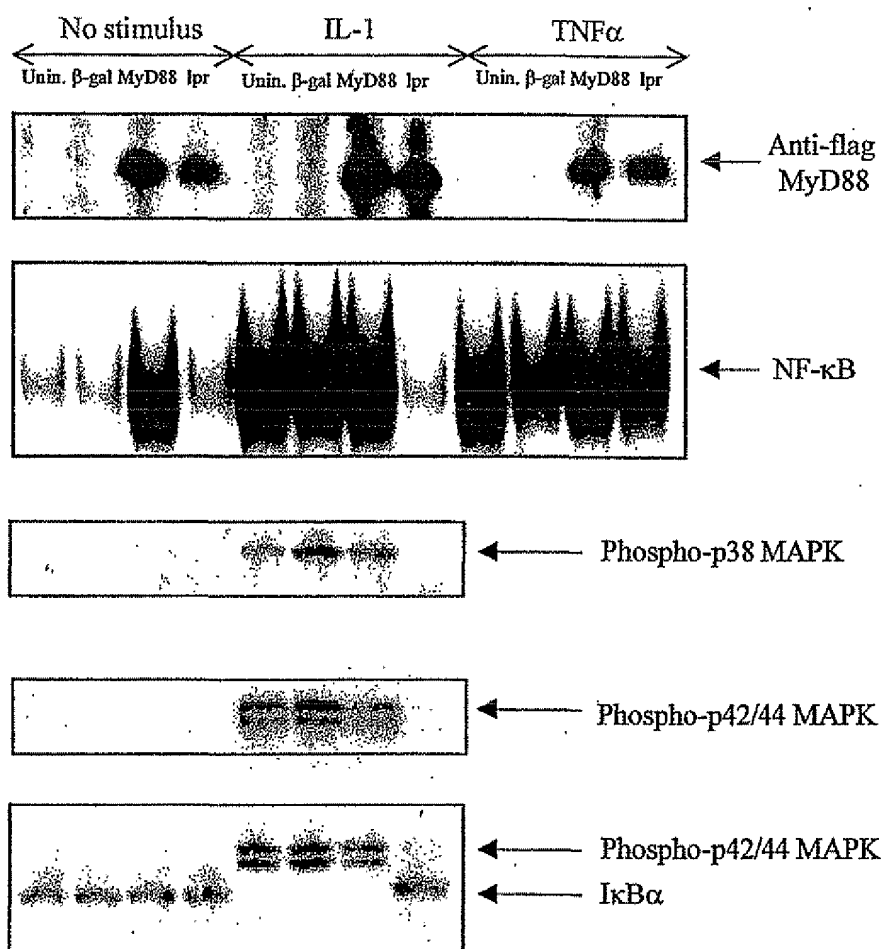 No stimulus IL-1 TNFα
Unin. β-gal MyD88 lpr Unin. β-gal MyD88 lpr Unin. β-gal MyD88 lpr
Anti-flag
MyD88
NF-κB
Phospho-p38 MAPK
Phospho-p42/44 MAPK
Phospho-p42/44 MAPK
IκBα